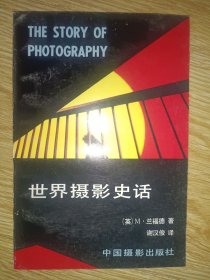 THE STORY OF
PHOTOGRAPHY
世界摄影史话
(英) M·兰福德 著
谢汉俊 译
中国摄影出版社